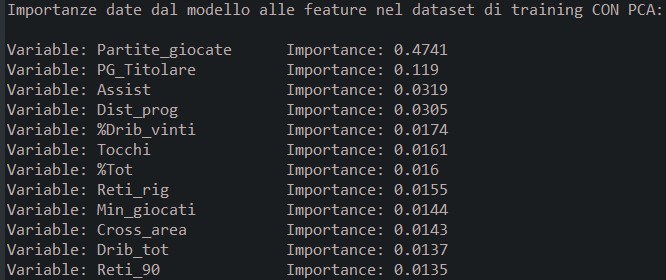 Importanze date dal modello alle feature nel dataset di training CON PCA:
Variable: Partite_giocate Importance: 0.4741
Variable: PG_Titolare Importance: 0.119
Variable: Assist Importance: 0.0319
Variable: Dist_prog Importance: 0.0305
Variable: %Drib_vinti Importance: 0.0174
Variable: Tocchi Importance: 0.0161
Variable: %Tot Importance: 0.016
Variable: Reti_rig Importance: 0.0155
Variable: Min_giocati Importance: 0.0144
Variable: Cross_area Importance: 0.0143
Variable: Drib_tot Importance: 0.0137
Variable: Reti_90 Importance: 0.0135